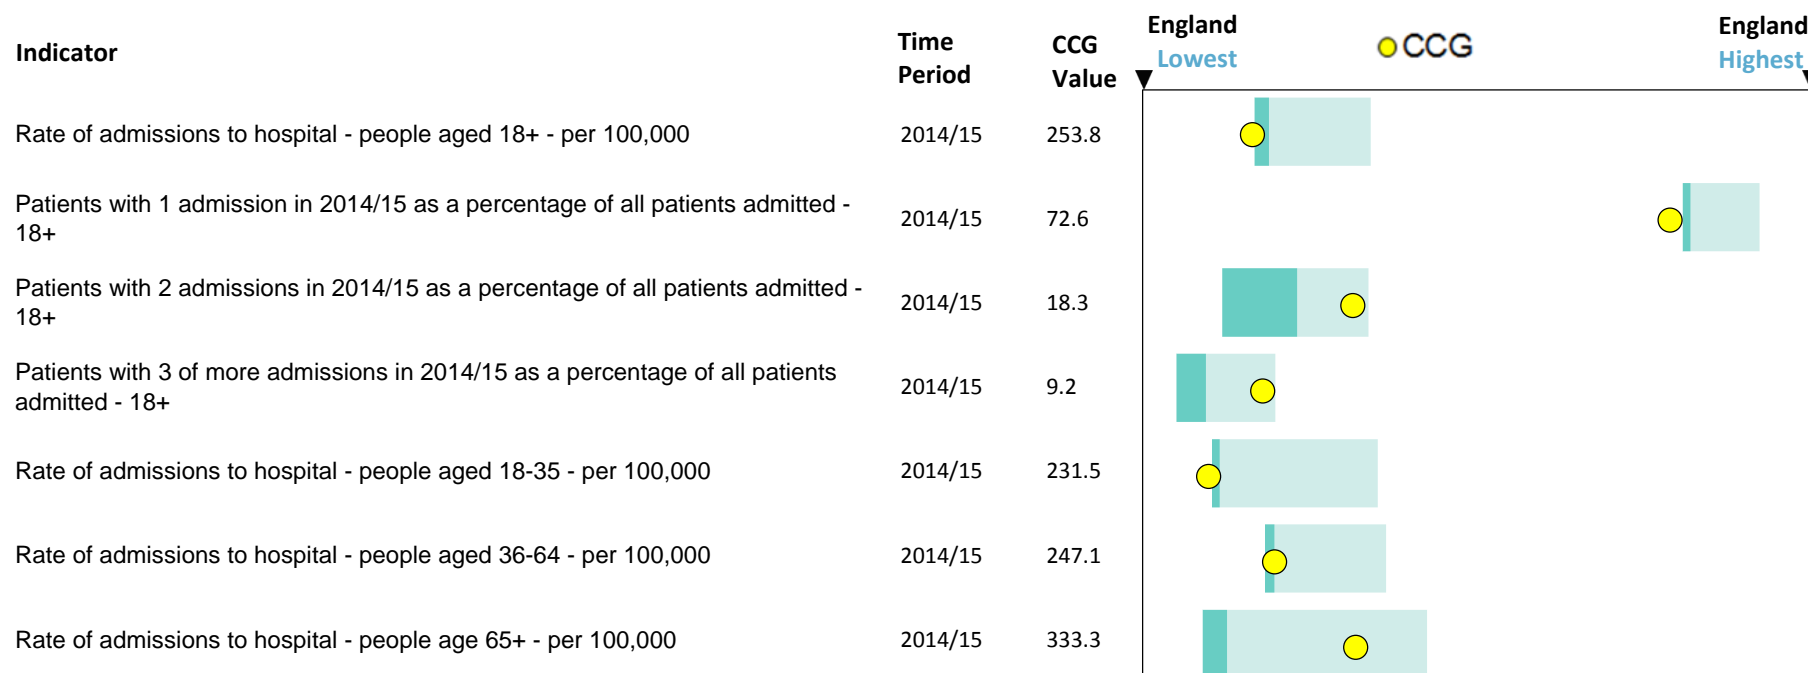 Indicator
Time
Period
CCG
Value
England
Lowest
CCG
England
Highest
Rate of admissions to hospital - people aged 18+ - per 100,000 2014/15 253.8
Patients with 1 admission in 2014/15 as a percentage of all patients admitted -
18+
2014/15 72.6
Patients with 2 admissions in 2014/15 as a percentage of all patients admitted -
18+
2014/15 18.3
Patients with 3 of more admissions in 2014/15 as a percentage of all patients
admitted - 18+
2014/15 9.2
Rate of admissions to hospital - people aged 18-35 - per 100,000 2014/15 231.5
Rate of admissions to hospital - people aged 36-64 - per 100,000 2014/15 247.1
Rate of admissions to hospital - people age 65+ - per 100,000 2014/15 333.3